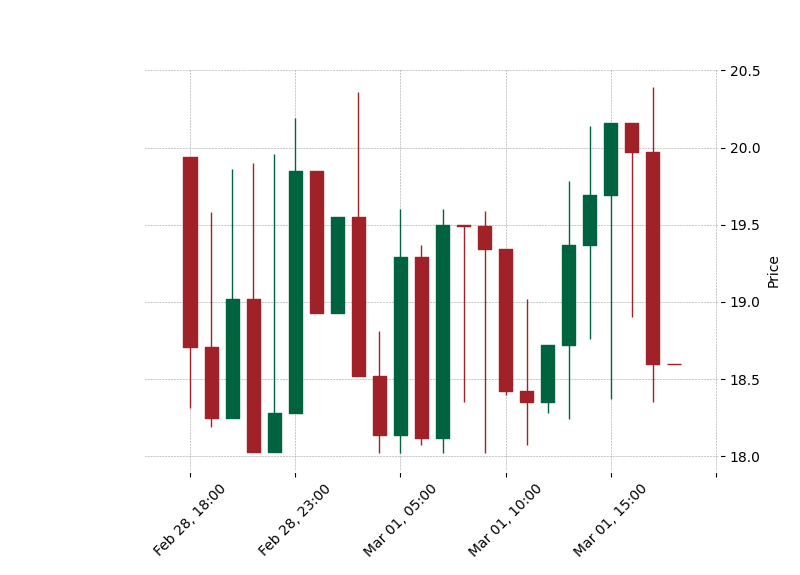 20.5
20.0
19.5
19.0
18.5
18.0
Price
Feb 28, 18:00
Feb 28, 23:00
Mar 01, 05:00
Mar 01, 10:00
Mar 01, 15:00